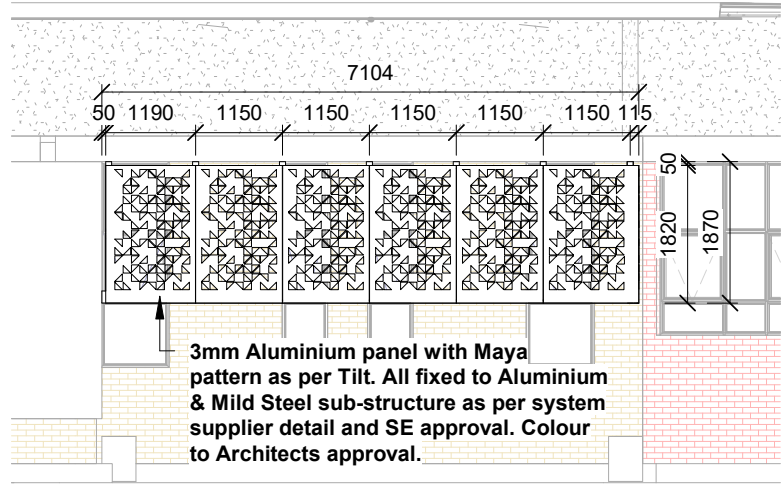 7104
50 1190 1150 1150 1150 1150 1150 115
50
1820
1870
3mm Aluminium panel with Maya
pattern as per Tilt. All fixed to Aluminium
& Mild Steel sub-structure as per system
supplier detail and SE approval. Colour
to Architects approval.